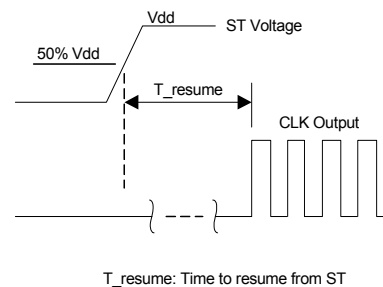 Vdd
ST Voltage
50% Vdd
T_resume
CLK Output
T_resume: Time to resume from ST